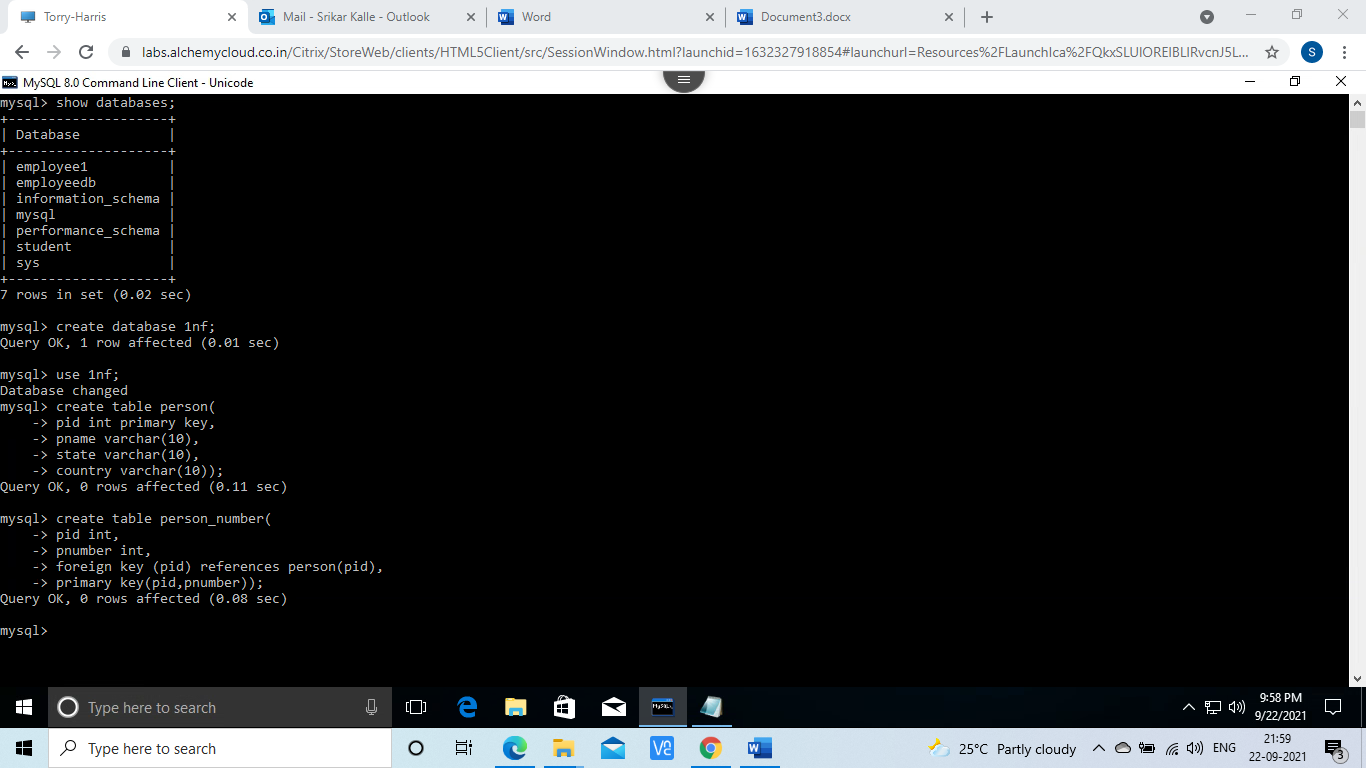 Torry-Harris
Mail - Srikar Kalle - Outlook
Word
Document3.docx
labs.alchemycloud.co.in/Citrix/StoreWeb/clients/HTML5Client/src/SessionWindow.html?launchid=1632327918854#launchurl=Resources%2FLaunchIca%2FQkxSLUlOREIBLIRvcnJ5L...
S
MySQL 8.0 Command Line Client - Unicode
mysql> show databases;
+--------------------+
| Database           |
+--------------------+
| employee1          |
| employeedb         |
| information_schema |
| mysql              |
| performance_schema |
| student            |
| sys                |
+--------------------+
7 rows in set (0.02 sec)
mysql> create database 1nf;
Query OK, 1 row affected (0.01 sec)
mysql> use 1nf;
Database changed
mysql> create table person(
    -> pid int primary key,
    -> pname varchar(10),
    -> state varchar(10),
    -> country varchar(10));
Query OK, 0 rows affected (0.11 sec)
mysql> create table person_number(
    -> pid int,
    -> pnumber int,
    -> foreign key (pid) references person(pid),
    -> primary key(pid,pnumber));
Query OK, 0 rows affected (0.08 sec)
mysql>
Type here to search
9:58 PM
9/22/2021
Type here to search
25°C Partly cloudy
ENG
21:59
22-09-2021
3